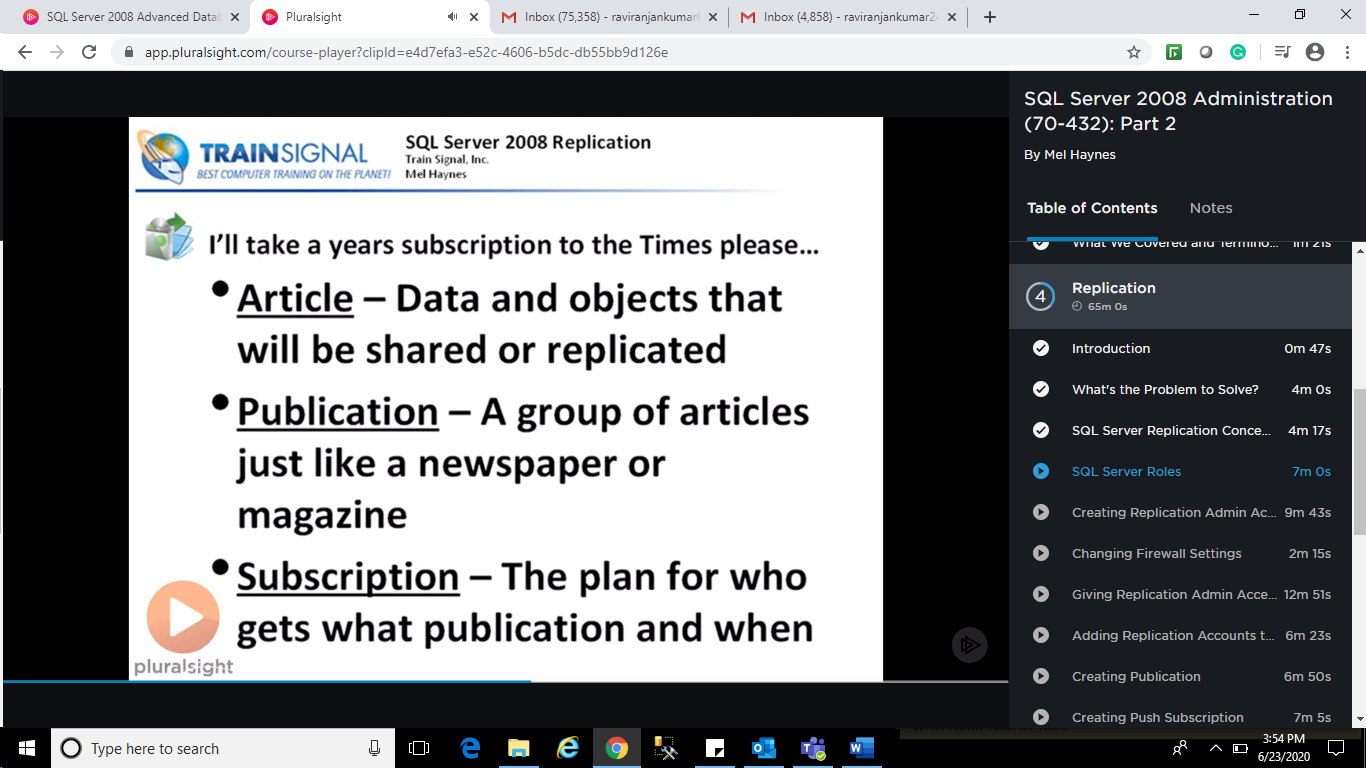 SQL Server 2008 Advanced Datab
Pluralsight
Inbox (75,358) - raviranjankumar
Inbox (4,858) - raviranjankumar2
app.pluralsight.com/course-player?clipId=e4d7efa3-e52c-4606-b5dc-db55bb9d126e
TRAINSIGNAL
BEST COMPUTER TRAINING ON THE PLANET!
SQL Server 2008 Replication
Train Signal, Inc.
Mel Haynes
I'll take a years subscription to the Times please...
• Article – Data and objects that
will be shared or replicated
• Publication – A group of articles
just like a newspaper or
magazine
• Subscription – The plan for who
gets what publication and when
pluralsight
SQL Server 2008 Administration
(70-432): Part 2
By Mel Haynes
Table of Contents Notes
What We Covered and Termino... 1m 21s
4 Replication
65m 0s
Introduction 0m 47s
What's the Problem to Solve? 4m 0s
SQL Server Replication Conce... 4m 17s
SQL Server Roles 7m 0s
Creating Replication Admin Ac... 9m 43s
Changing Firewall Settings 2m 15s
Giving Replication Admin Acce... 12m 51s
Adding Replication Accounts t... 6m 23s
Creating Publication 6m 50s
Creating Push Subscription 7m 5s
Type here to search
3:54 PM
6/23/2020